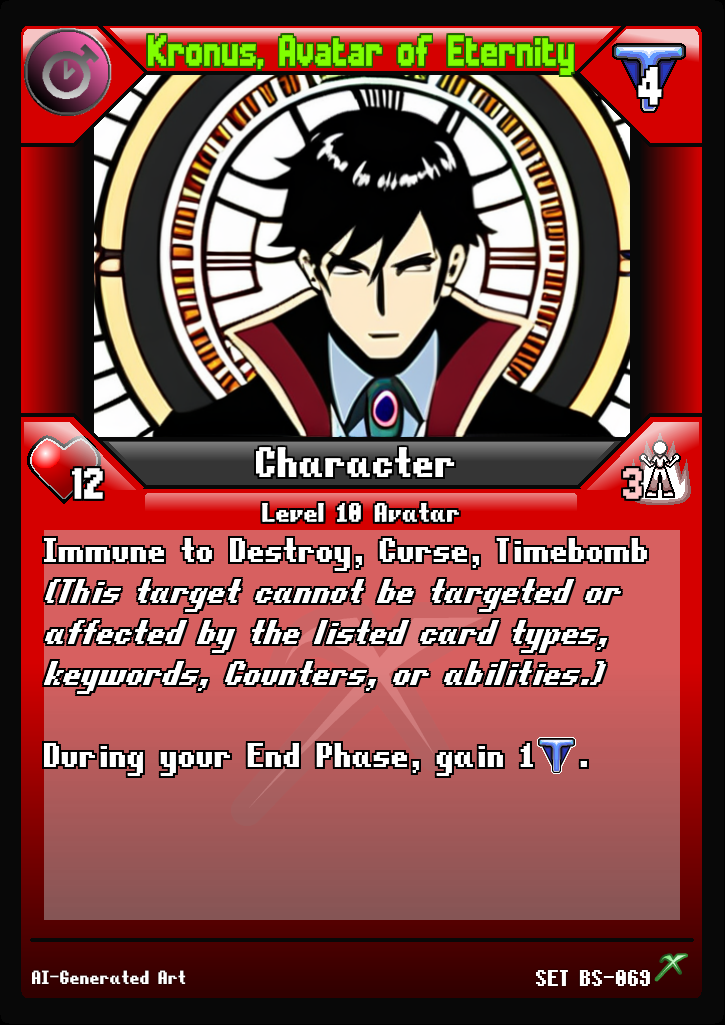 Kronus, Avatar of Eternity
4
Character
12
3
Level 10 Avatar
Immune to Destroy, Curse, Timebomb
(This target cannot be targeted or
affected by the listed card types,
keywords, Counters, or abilities.)
During your End Phase, gain 1T.
AI-Generated Art
SET BS-069